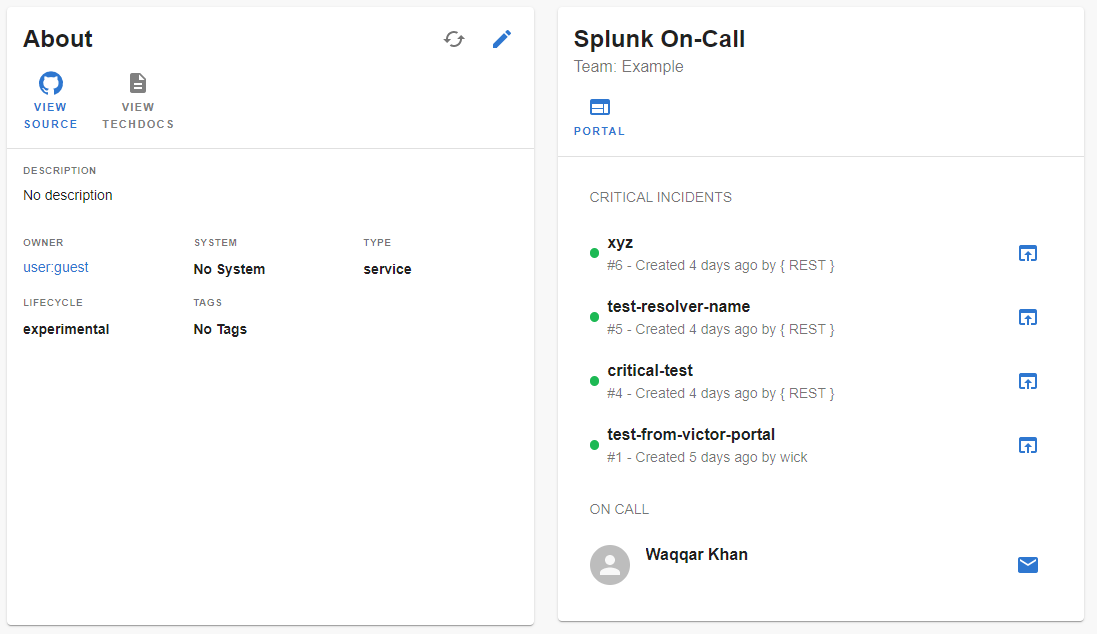 About
VIEW
SOURCE
VIEW
TECHDOCS
DESCRIPTION
No description
OWNER
user:guest
SYSTEM
No System
TYPE
service
LIFECYCLE
experimental
TAGS
No Tags
Splunk On-Call
Team: Example
PORTAL
CRITICAL INCIDENTS
xyz
#6 - Created 4 days ago by { REST }
test-resolver-name
#5 - Created 4 days ago by { REST }
critical-test
#4 - Created 4 days ago by { REST }
test-from-victor-portal
#1 - Created 5 days ago by wick
ON CALL
Waqqar Khan